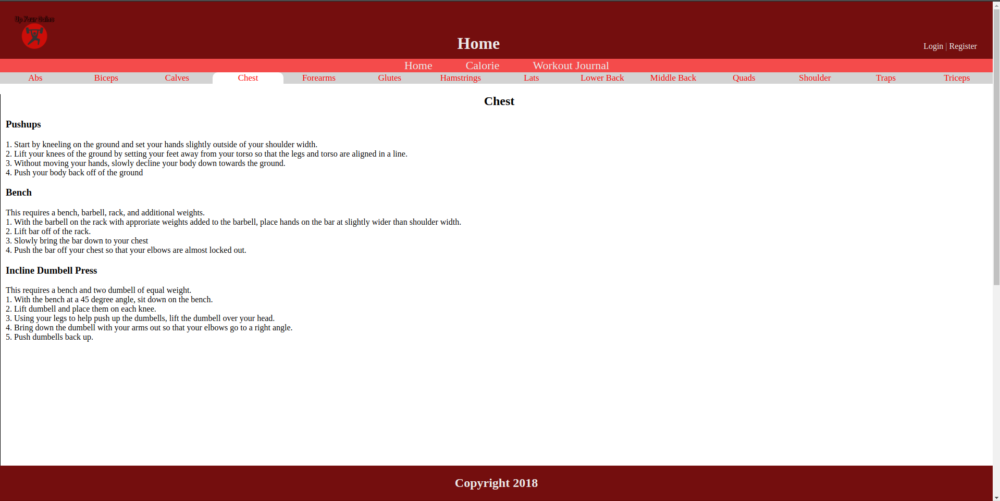 Up Your Gains
Home
Login | Register
Home Calorie Workout Journal
Abs Biceps Calves Chest Forearms Glutes Hamstrings Lats Lower Back Middle Back Quads Shoulder Traps Triceps
Chest
Pushups
1. Start by kneeling on the ground and set your hands slightly outside of your shoulder width.
2. Lift your knees of the ground by setting your feet away from your torso so that the legs and torso are aligned in a line.
3. Without moving your hands, slowly decline your body down towards the ground.
4. Push your body back off of the ground
Bench
This requires a bench, barbell, rack, and additional weights.
1. With the barbell on the rack with approriate weights added to the barbell, place hands on the bar at slightly wider than shoulder width.
2. Lift bar off of the rack.
3. Slowly bring the bar down to your chest
4. Push the bar off your chest so that your elbows are almost locked out.
Incline Dumbell Press
This requires a bench and two dumbell of equal weight.
1. With the bench at a 45 degree angle, sit down on the bench.
2. Lift dumbell and place them on each knee.
3. Using your legs to help push up the dumbells, lift the dumbell over your head.
4. Bring down the dumbell with your arms out so that your elbows go to a right angle.
5. Push dumbells back up.
Copyright 2018